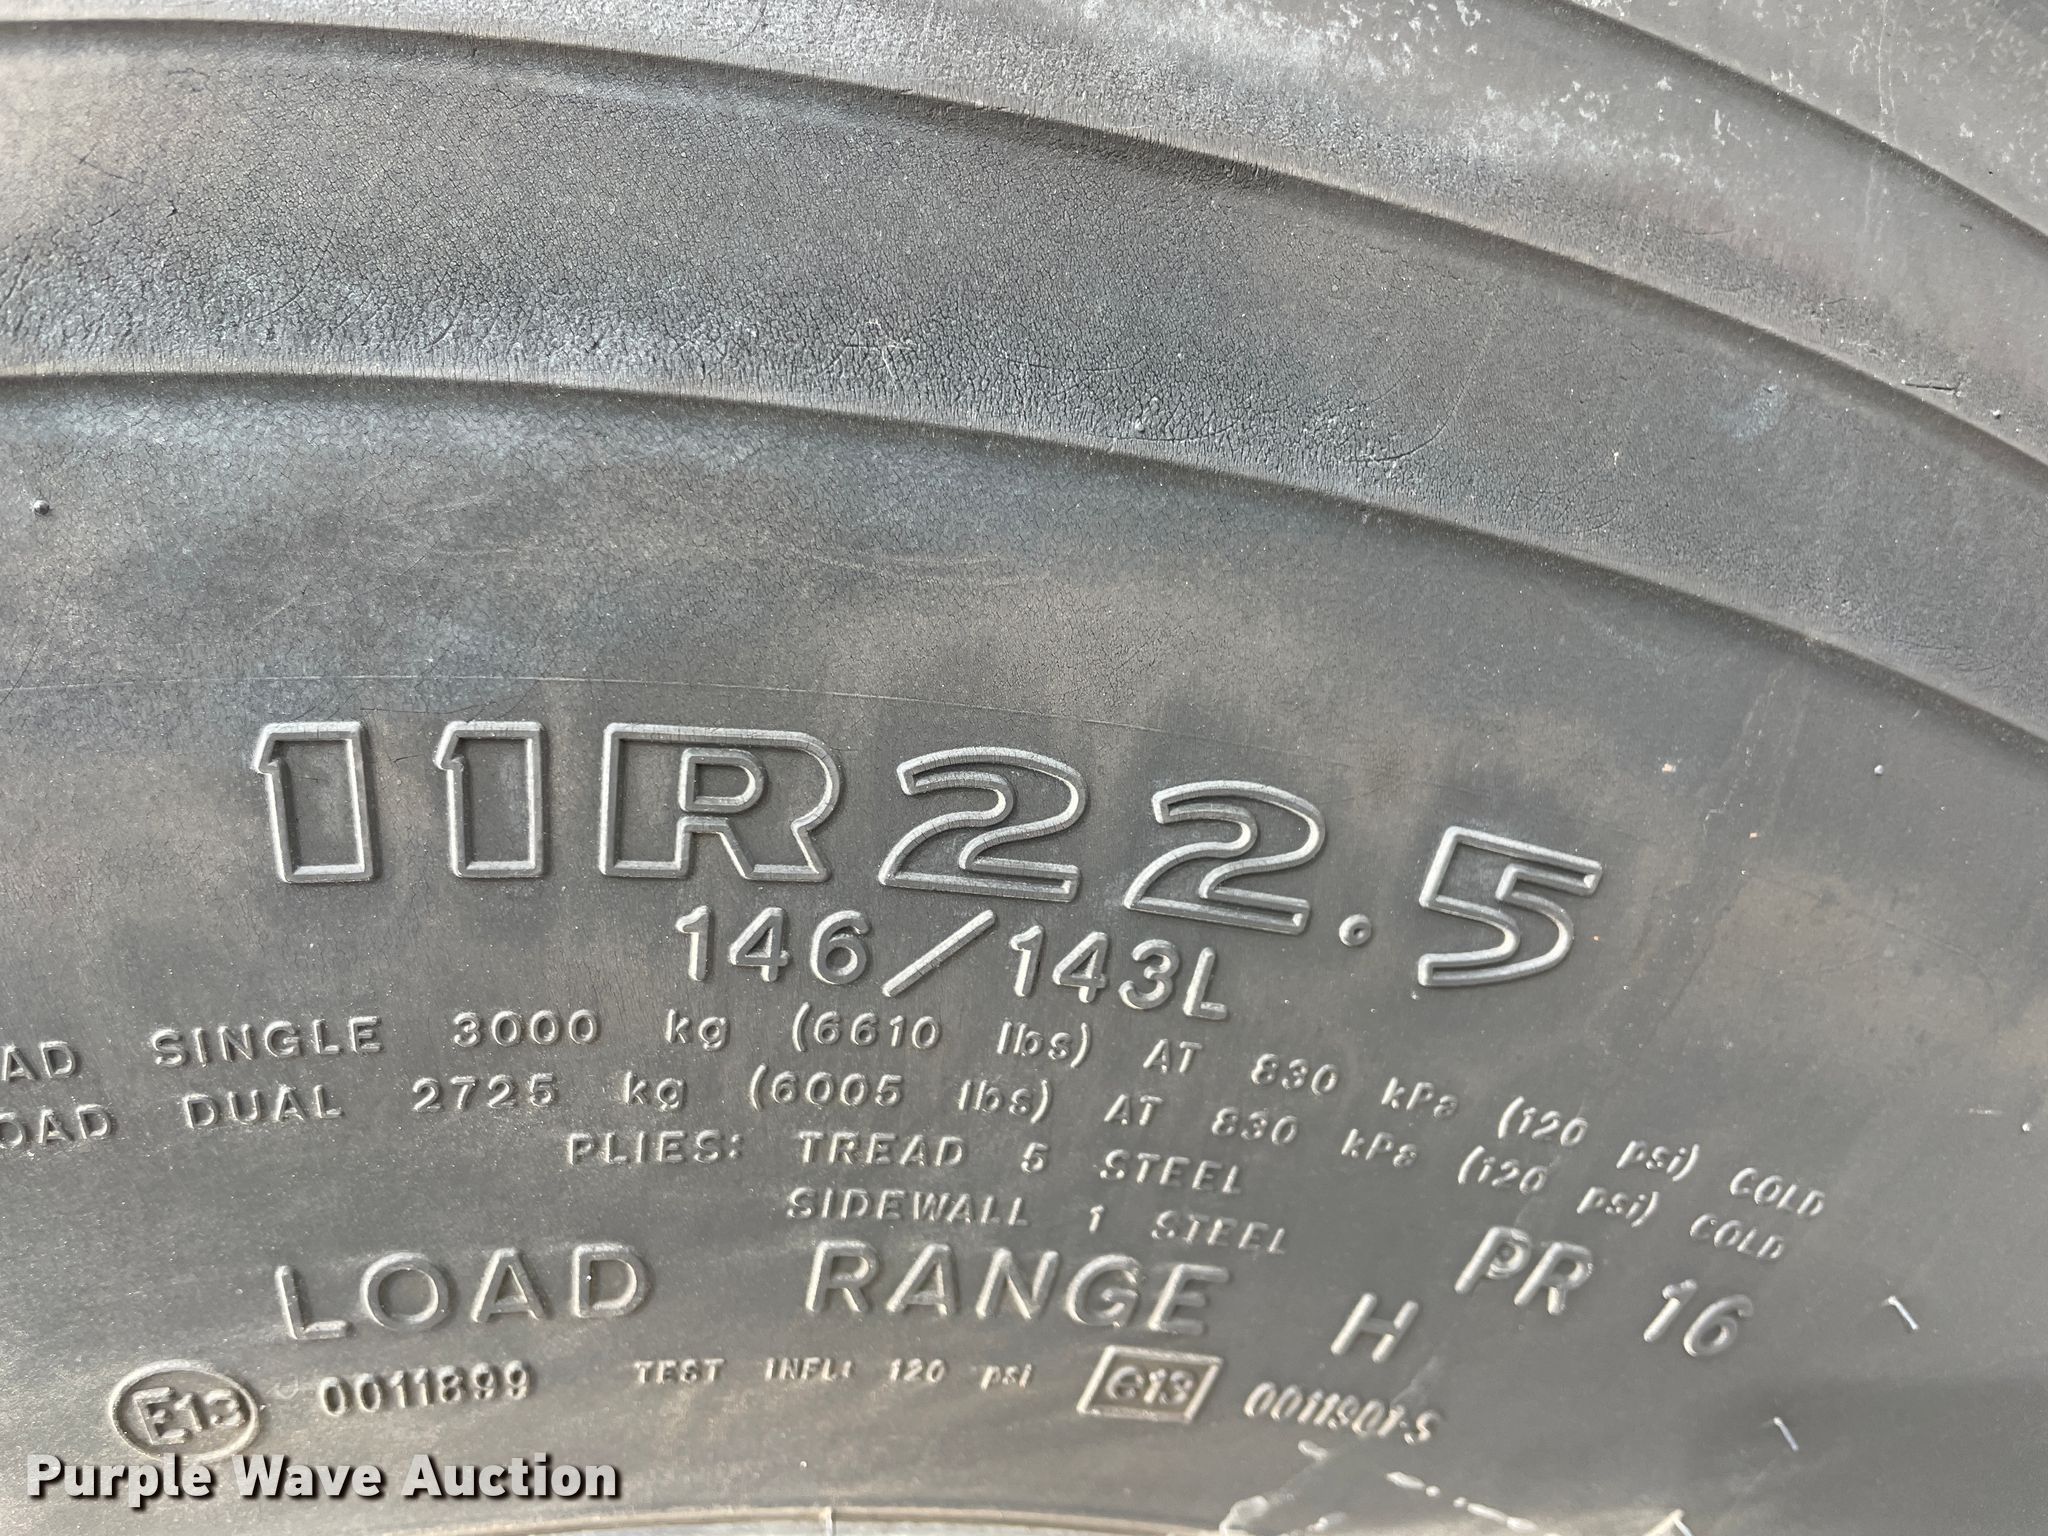 11R22.5
146/143L
AD SINGLE 3000 kg (6610 lbs) AT 830 kPa (120 psi) COLD
OAD DUAL 2725 kg (6005 lbs) AT 830 kPa (120 psi) COLD
PLIES: TREAD 5 STEEL
SIDEWALL 1 STEEL
LOAD RANGE H PR 16
E13 0011899 TEST INFL: 120 psi e13 0011901-S
Purple Wave Auction